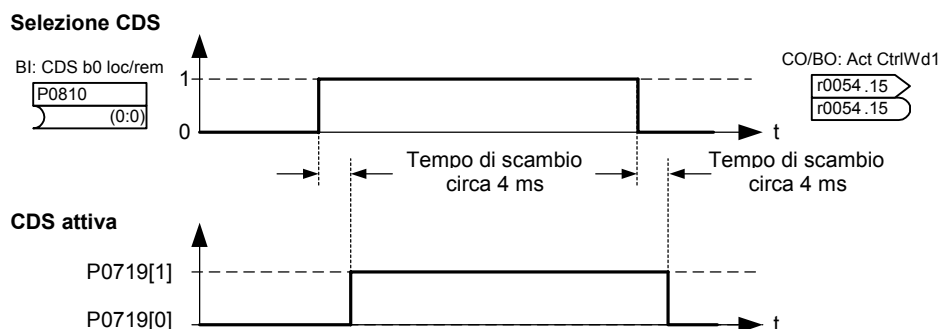 Selezione CDS
BI: CDS b0 loc/rem
P0810
(0:0)
CO/BO: Act CtrlWd1
r0054 .15
r0054 .15
1
0
t
Tempo di scambio
circa 4 ms
Tempo di scambio
circa 4 ms
CDS attiva
P0719[1]
P0719[0]
t